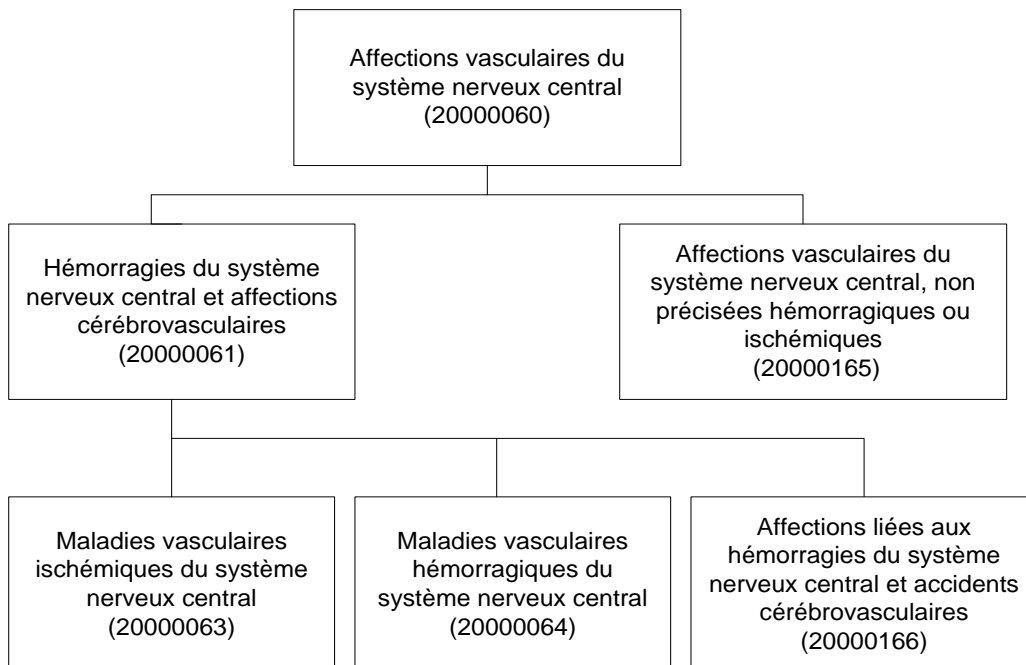 Affections vasculaires du
système nerveux central
(20000060)
Hémorragies du système
nerveux central et affections
cérébrovasculaires
(20000061)
Affections vasculaires du
système nerveux central, non
précisées hémorragiques ou
ischémiques
(20000165)
Maladies vasculaires
ischémiques du système
nerveux central
(20000063)
Maladies vasculaires
hémorragiques du
système nerveux central
(20000064)
Affections liées aux
hémorragies du système
nerveux central et accidents
cérébrovasculaires
(20000166)